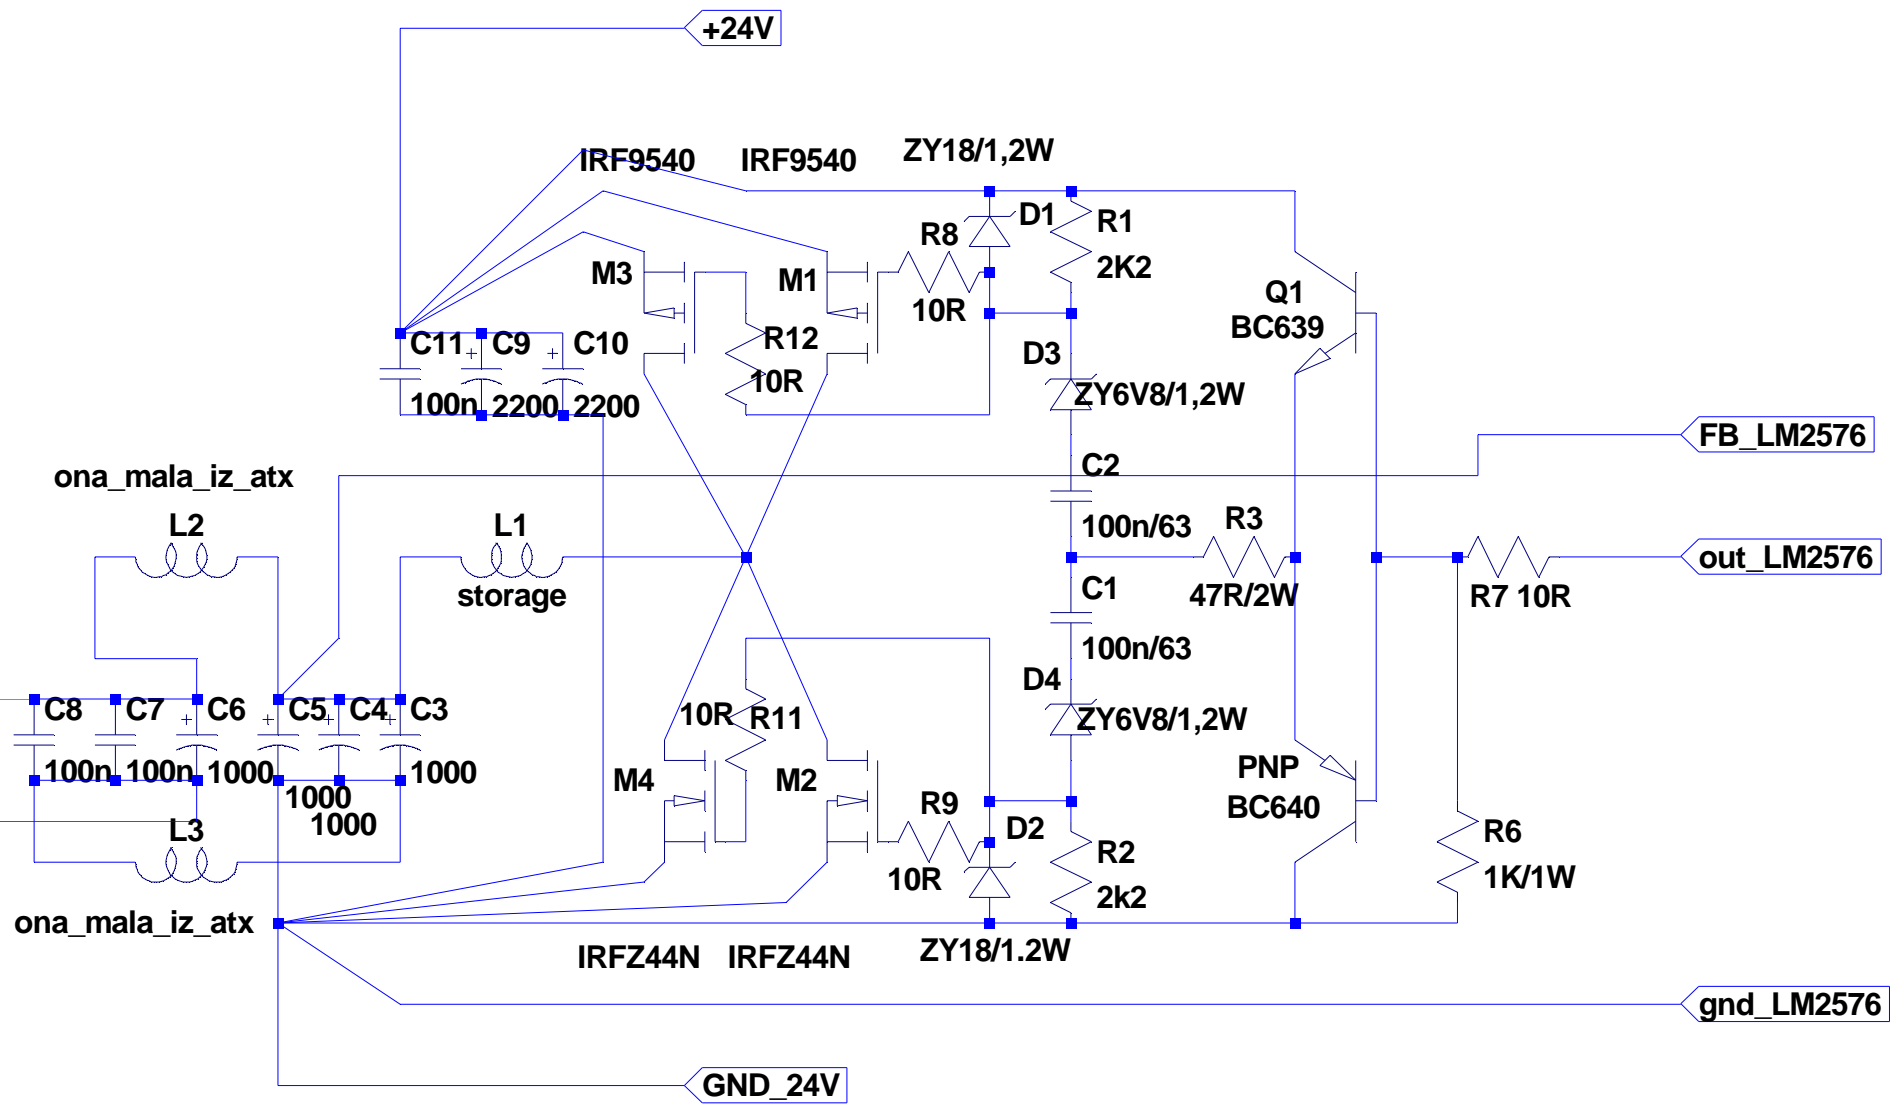 +24V
IRF9540
IRF9540
ZY18/1,2W
D1
R1
R8
M3
M1
2K2
Q1
10R
BC639
C11
C9
C10
R12
D3
10R
ZY6V8/1,2W
100n
2200
2200
FB_LM2576
ona_mala_iz_atx
C2
L2
L1
100n/63
R3
out_LM2576
storage
C1
47R/2W
R7 10R
100n/63
D4
C8
C7
C6
C5
C4
C3
10R
R11
ZY6V8/1,2W
100n
100n
1000
1000
M4
M2
PNP
1000
R9
BC640
1000
L3
D2
R6
R2
10R
1K/1W
2k2
ona_mala_iz_atx
IRFZ44N
IRFZ44N
ZY18/1.2W
gnd_LM2576
GND_24V